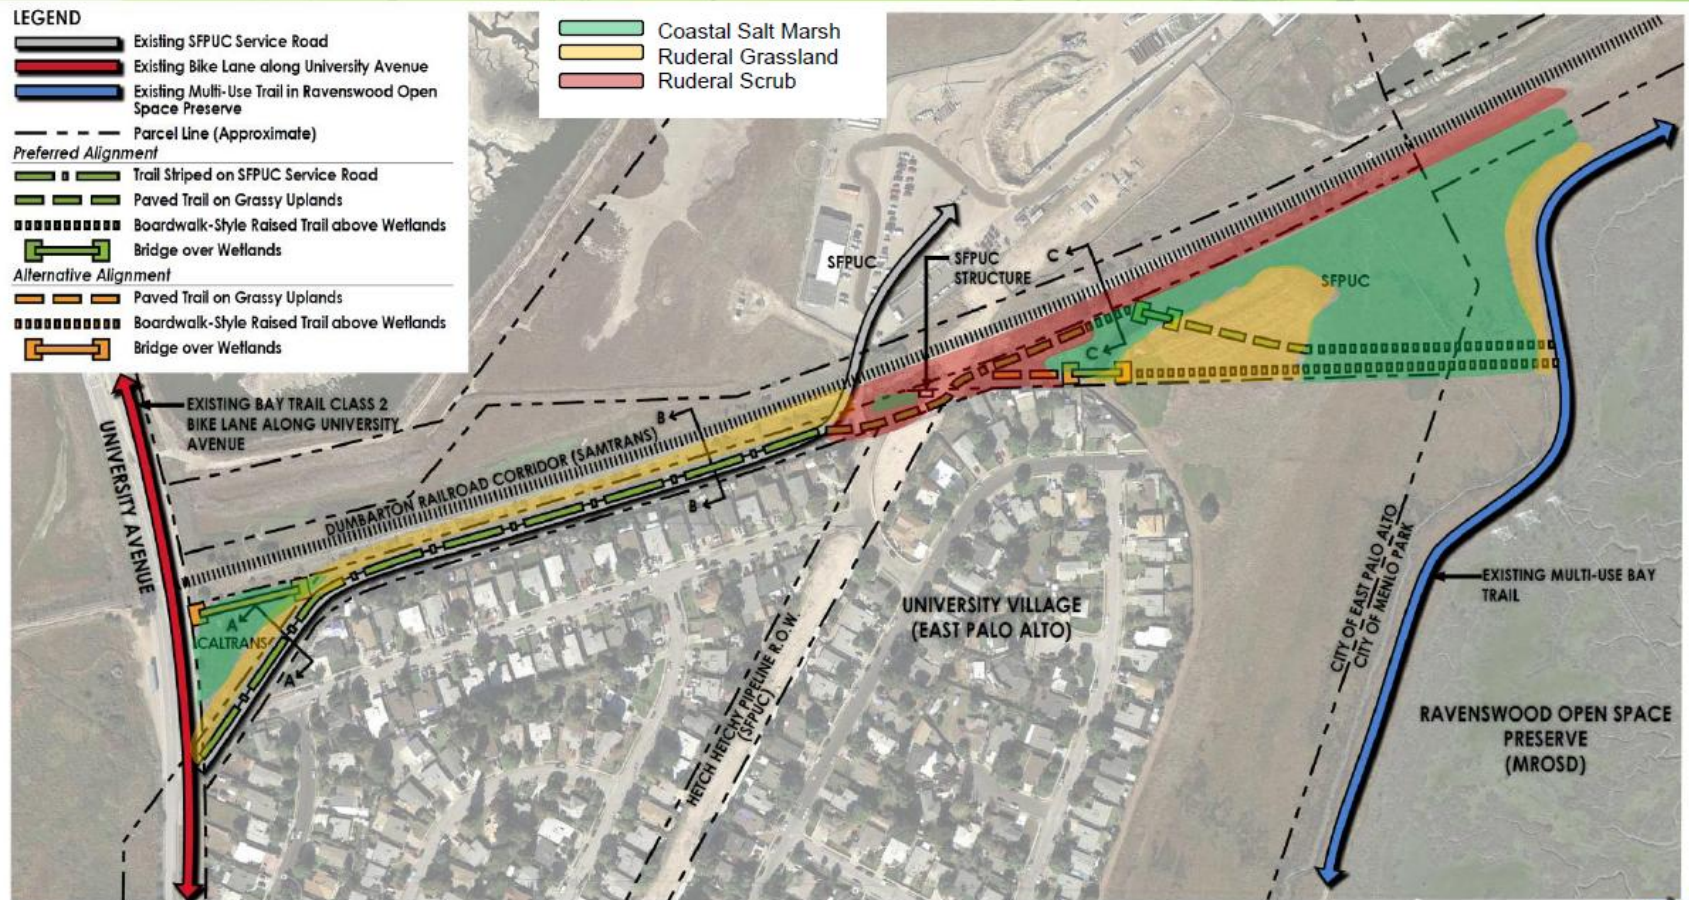 LEGEND
Existing SFPUC Service Road
Existing Bike Lane along University Avenue
Existing Multi-Use Trail in Ravenswood Open
Space Preserve
Parcel Line (Approximate)
Preferred Alignment
Trail Striped on SFPUC Service Road
Paved Trail on Grassy Uplands
Boardwalk-Style Raised Trail above Wetlands
Bridge over Wetlands
Alternative Alignment
Paved Trail on Grassy Uplands
Boardwalk-Style Raised Trail above Wetlands
Bridge over Wetlands
Coastal Salt Marsh
Ruderal Grassland
Ruderal Scrub
SFPUC
SFPUC
STRUCTURE
C
C
SFPUC
EXISTING BAY TRAIL CLASS 2
BIKE LANE ALONG UNIVERSITY
AVENUE
B
B
DUMBARTON RAILROAD CORRIDOR (SAMTRANS)
UNIVERSITY AVENUE
A
CALTRANS
A
HETCH HETCHY PIPELINE R.O.W
(SFPUC)
UNIVERSITY VILLAGE
(EAST PALO ALTO)
CITY OF EAST PALO ALTO
CITY OF MENLO PARK
EXISTING MULTI-USE BAY
TRAIL
RAVENSWOOD OPEN SPACE
PRESERVE
(MROSD)